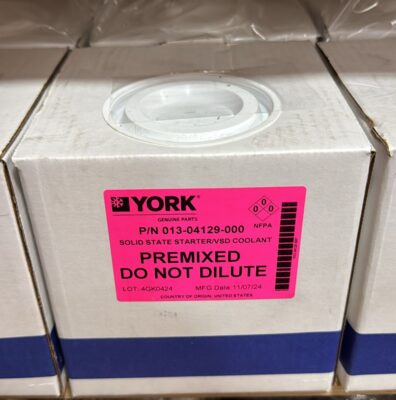 YORK®
GENUINE PARTS
0
0 0
NFPA
P/N 013-04129-000
SOLID STATE STARTER/VSD COOLANT
PREMIXED
DO NOT DILUTE
LOT: 4GK0424 MFG Date 11/07/24
COUNTRY OF ORIGIN: UNITED STATES